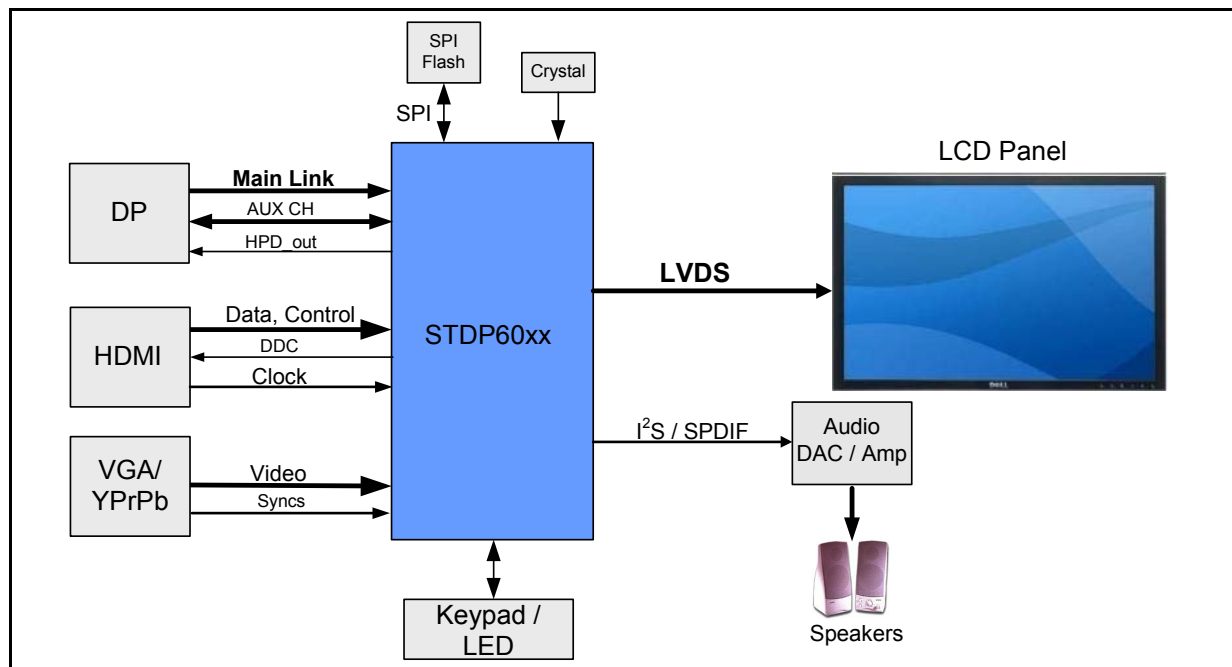 SPI
Flash
Crystal
SPI
LCD Panel
DP
Main Link
AUX CH
HPD_out
LVDS
HDMI
Data, Control
DDC
Clock
STDP60xx
DELL
I²S / SPDIF
Audio
DAC / Amp
VGA/
YPrPb
Video
Syncs
Keypad /
LED
Speakers